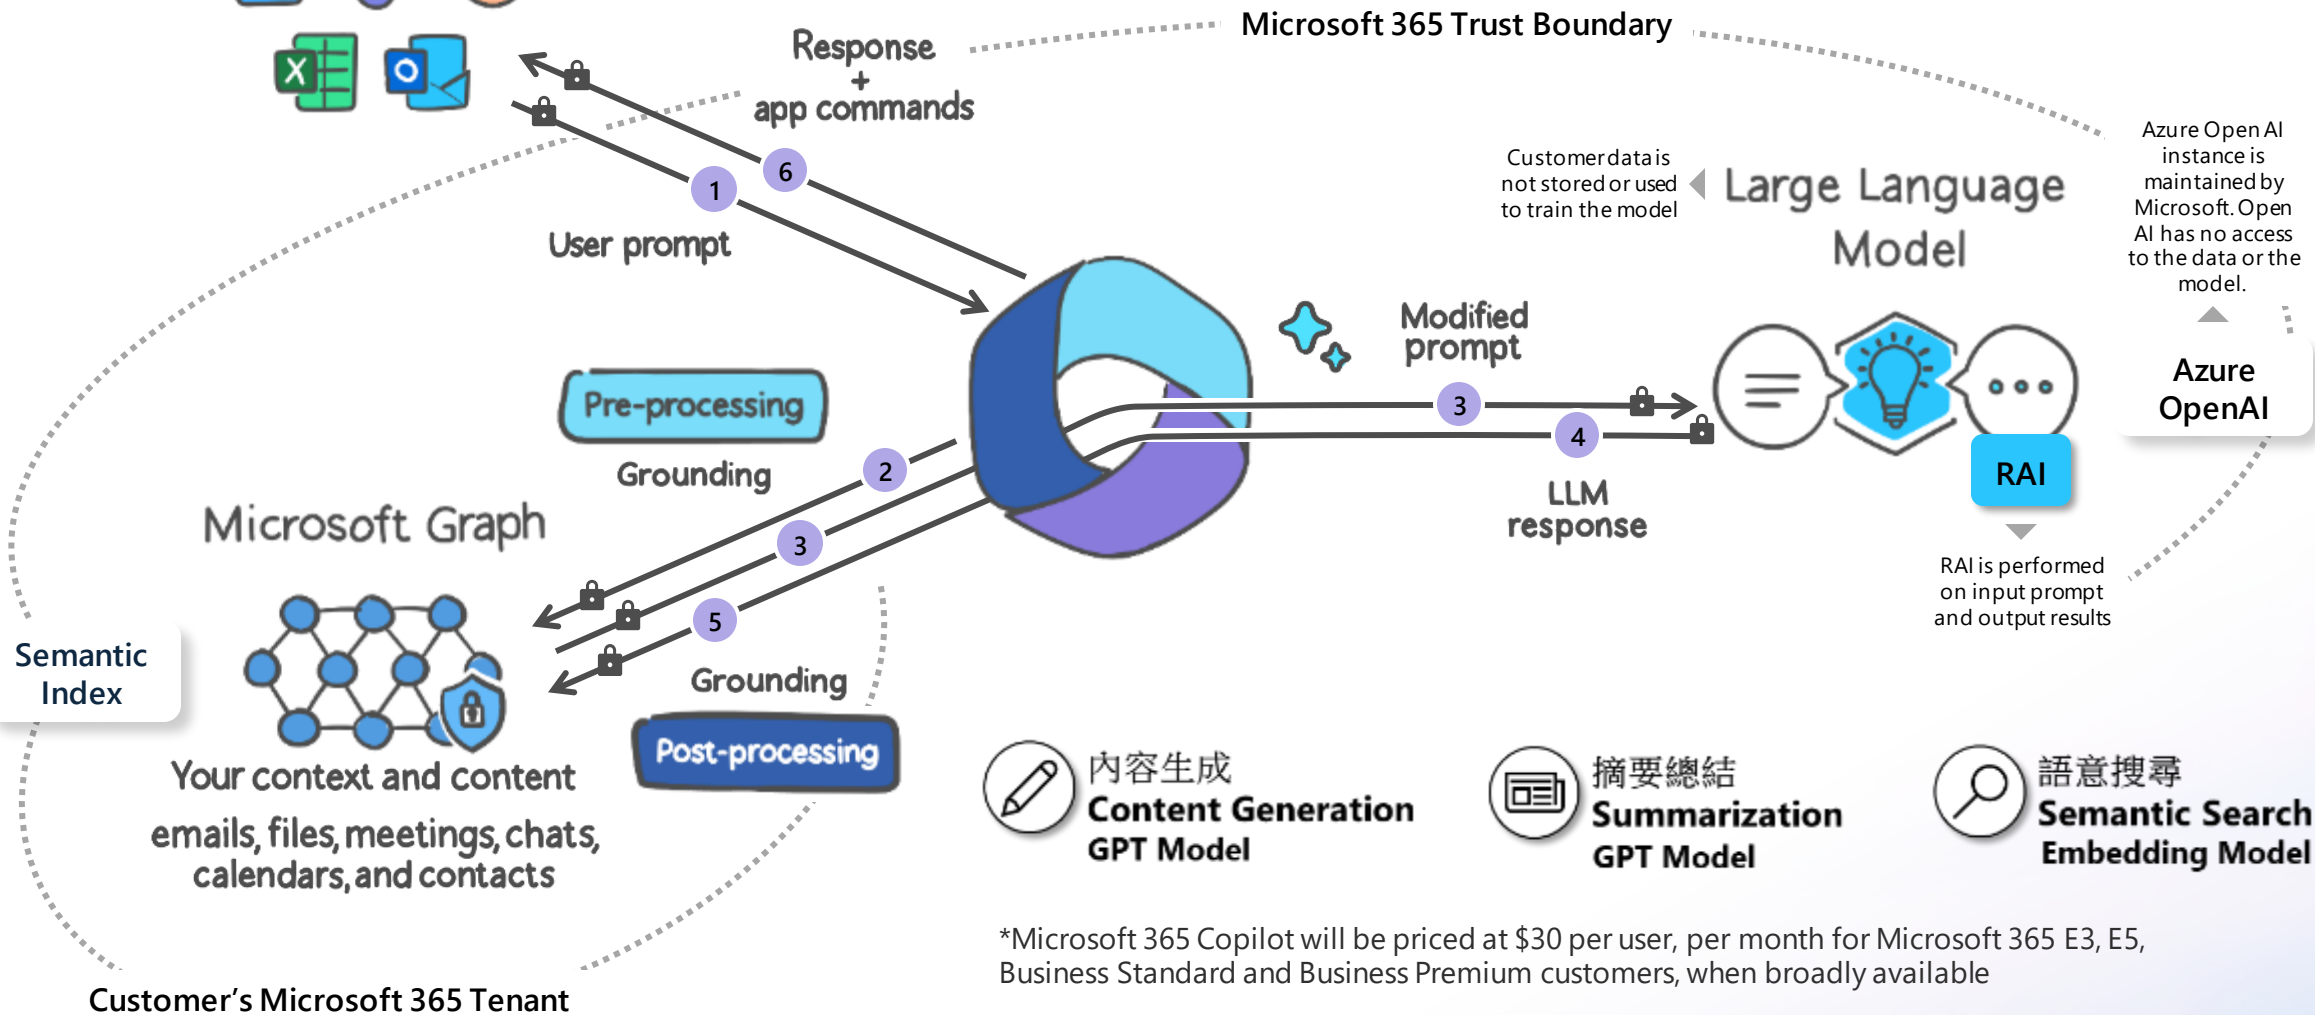 Microsoft 365 Trust Boundary
Response
+
app commands
X
O
6
1
User prompt
Customer data is
not stored or used
to train the model
Large Language
Model
Azure Open AI
instance is
maintained by
Microsoft. Open
AI has no access
to the data or the
model.
Modified
prompt
Azure
OpenAI
Pre-processing
Grounding
3
4
2
3
5
RAI
LLM
response
RAI is performed
on input prompt
and output results
Microsoft Graph
Semantic
Index
Grounding
Post-processing
Your context and content
emails, files, meetings, chats,
calendars, and contacts
內容生成
Content Generation
GPT Model
摘要總結
Summarization
GPT Model
語意搜尋
Semantic Search
Embedding Model
*Microsoft 365 Copilot will be priced at $30 per user, per month for Microsoft 365 E3, E5,
Business Standard and Business Premium customers, when broadly available
Customer's Microsoft 365 Tenant